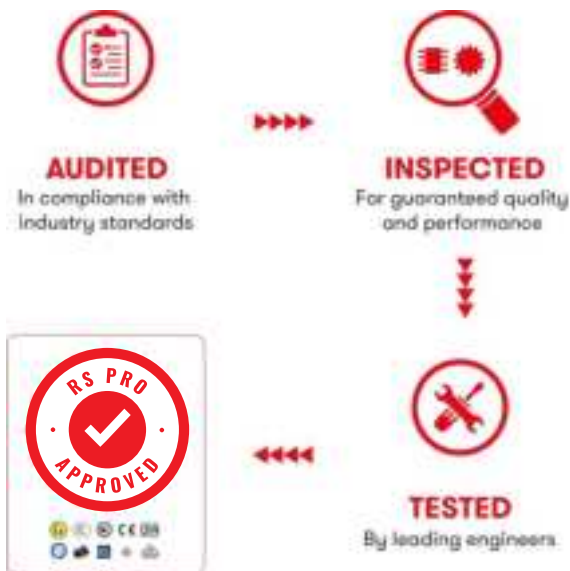 AUDITED
In compliance with
industry standards
INSPECTED
For guaranteed quality
and performance
TESTED
By leading engineers
RS PRO
APPROVED
CE